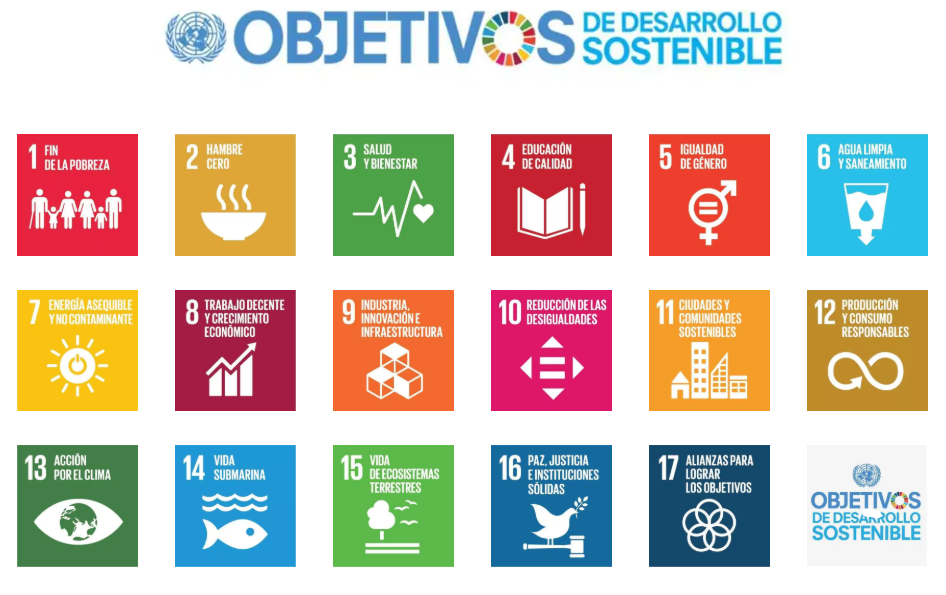 OBJETIVOS DE DESARROLLO
SOSTENIBLE
1 FIN
DE LA POBREZA
2 HAMBRE
CERO
3 SALUD
Y BIENESTAR
4 EDUCACIÓN
DE CALIDAD
5 IGUALDAD
DE GÉNERO
6 AGUA LIMPIA
Y SANEAMIENTO
7 ENERGÍA ASEQUIBLE
Y NO CONTAMINANTE
8 TRABAJO DECENTE
Y CRECIMIENTO
ECONÓMICO
9 INDUSTRIA,
INNOVACIÓN E
INFRAESTRUCTURA
10 REDUCCIÓN DE LAS
DESIGUALDADES
11 CIUDADES Y
COMUNIDADES
SOSTENIBLES
12 PRODUCCIÓN
Y CONSUMO
RESPONSABLES
13 ACCIÓN
POR EL CLIMA
14 VIDA
SUBMARINA
15 VIDA
DE ECOSISTEMAS
TERRESTRES
16 PAZ, JUSTICIA
E INSTITUCIONES
SÓLIDAS
17 ALIANZAS PARA
LOGRAR
LOS OBJETIVOS
OBJETIVOS
DE DESARROLLO
SOSTENIBLE